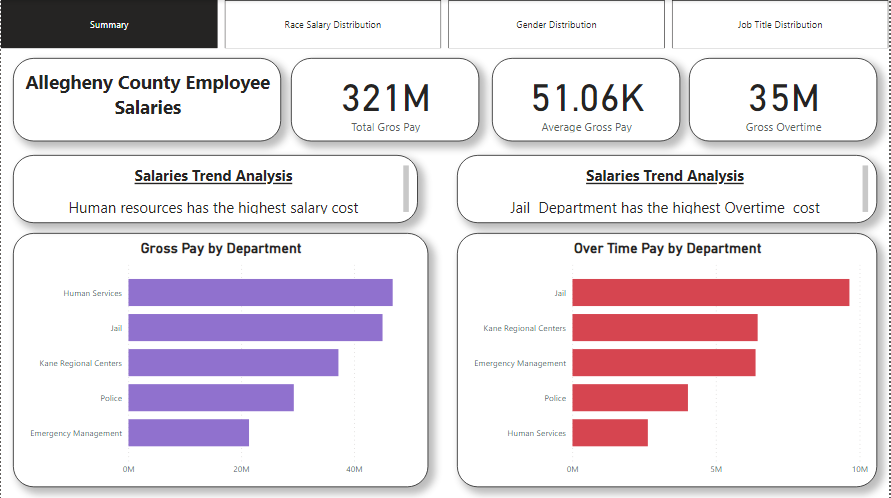 Summary
Race Salary Distribution
Gender Distribution
Job Title Distribution
Allegheny County Employee
Salaries
321M
Total Gros Pay
51.06K
Average Gross Pay
35M
Gross Overtime
Salaries Trend Analysis
Human resources has the highest salary cost
Salaries Trend Analysis
Jail  Department has the highest Overtime  cost
Gross Pay by Department
Human Services
Jail
Kane Regional Centers
Police
Emergency Management
0M
20M
40M
Over Time Pay by Department
Jail
Kane Regional Centers
Emergency Management
Police
Human Services
0M
5M
10M